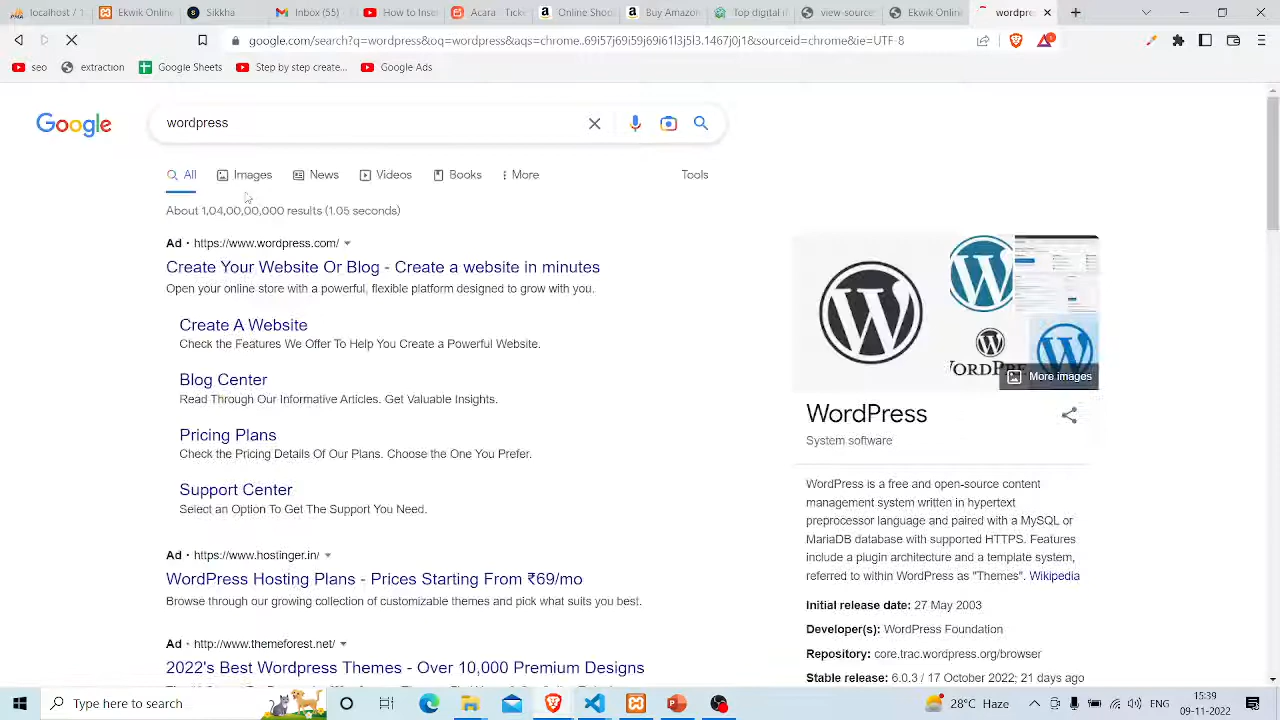 localhost / 1
Ekwik Online
Sikkha
Inbox (55)
How to Inst
Acara
Online Shop
Buy Amazon
Top digital
view-source
Ekwik-Online
wordpre
google.com/search?q=wordpress&oq=wordpress&aqs=chrome..69i57j69i59j69i61l3j5l3.1467j0j1&sourceid=chrome&ie=UTF-8
seo
extraction
Google Sheets
Step by step create...
Google Ads
Google
wordpress
All
Images
News
Videos
Books
More
Tools
About 1,04,00,00,000 results (1.05 seconds)
Ad · https://www.wordpress.com/
Create Your Website Or Blog - Create a website in minutes
Open your online store with a powerful, flexible platform designed to grow with you.
Create A Website
Check the Features We Offer To Help You Create a Powerful Website.
Blog Center
Read Through Our Informative Articles. Get Valuable Insights.
Pricing Plans
Check the Pricing Details Of Our Plans. Choose the One You Prefer.
Support Center
Select an Option To Get The Support You Need.
Ad · https://www.hostinger.in/
WordPress Hosting Plans - Prices Starting From ₹69/mo
Browse through our growing collection of customizable themes and pick what suits you best.
Ad · http://www.themeforest.net/
2022's Best Wordpress Themes - Over 10,000 Premium Designs
More images
WordPress
System software
WordPress is a free and open-source content
management system written in hypertext
preprocessor language and paired with a MySQL or
MariaDB database with supported HTTPS. Features
include a plugin architecture and a template system,
referred to within WordPress as "Themes". Wikipedia
Initial release date: 27 May 2003
Developer(s): WordPress Foundation
Repository: core.trac.wordpress.org/browser
Stable release: 6.0.3 / 17 October 2022; 21 days ago
Type here to search
28°C Haze
ENG
15:39
09-11-2022